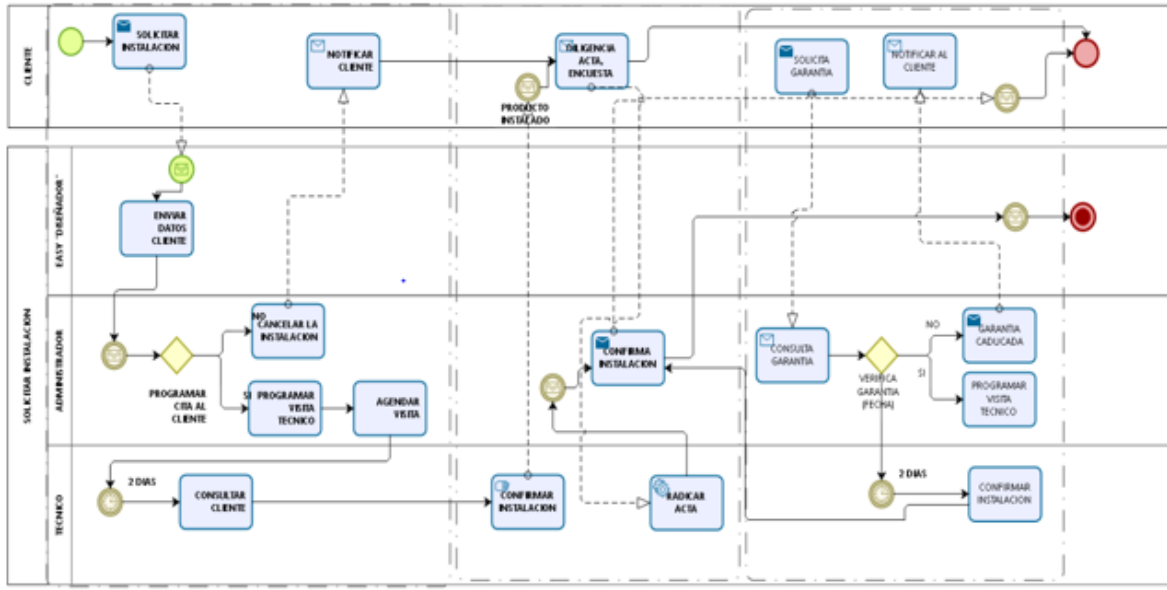 CLIENTE
SOLICITAR
INSTALACION
NOTIFICAR
CLIENTE
DILIGENCIA
ACTA,
ENCUESTA
PRODUCTO
INSTALADO
SOLICITA
GARANTIA
NOTIFICAR AL
CLIENTE
SOLICITAR INSTALACION
EASY "DISEÑADOR"
ENVIAR
DATOS
CLIENTE
ADMINISTRADOR
NO
CANCELAR LA
INSTALACION
PROGRAMAR
CITA AL
CLIENTE
SI
PROGRAMAR
VISITA
TECNICO
AGENDAR
VISITA
CONFIRMA
INSTALACION
CONSULTA
GARANTIA
VERIFICA
GARANTIA
(FECHA)
NO
GARANTIA
CADUCADA
SI
PROGRAMAR
VISITA
TECNICO
TECNICO
2 DIAS
CONSULTAR
CLIENTE
CONFIRMAR
INSTALACION
RADICAR
ACTA
2 DIAS
CONFIRMAR
INSTALACION